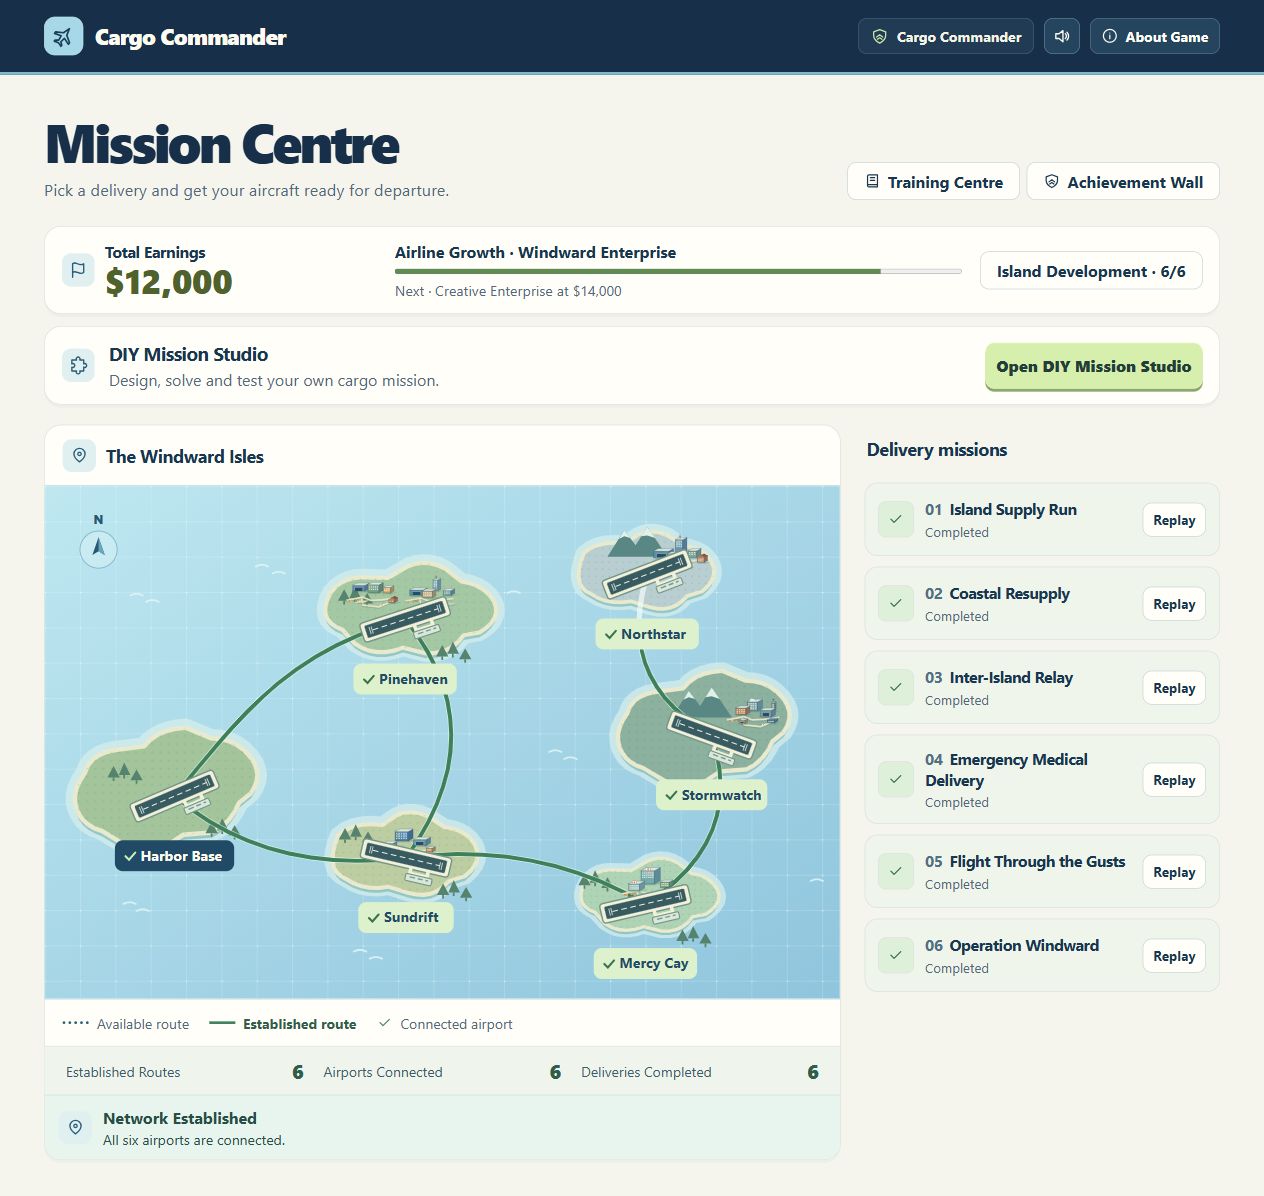 Cargo Commander
Cargo Commander
About Game
Mission Centre
Pick a delivery and get your aircraft ready for departure.
Training Centre
Achievement Wall
Total Earnings
$12,000
Airline Growth · Windward Enterprise
Next · Creative Enterprise at $14,000
Island Development · 6/6
DIY Mission Studio
Design, solve and test your own cargo mission.
Open DIY Mission Studio
The Windward Isles
N
Northstar
Pinehaven
Stormwatch
Harbor Base
Sundrift
Mercy Cay
Available route
Established route
Connected airport
Established Routes 6
Airports Connected 6
Deliveries Completed 6
Network Established
All six airports are connected.
Delivery missions
01 Island Supply Run
Completed
Replay
02 Coastal Resupply
Completed
Replay
03 Inter-Island Relay
Completed
Replay
04 Emergency Medical
Delivery
Completed
Replay
05 Flight Through the Gusts
Completed
Replay
06 Operation Windward
Completed
Replay